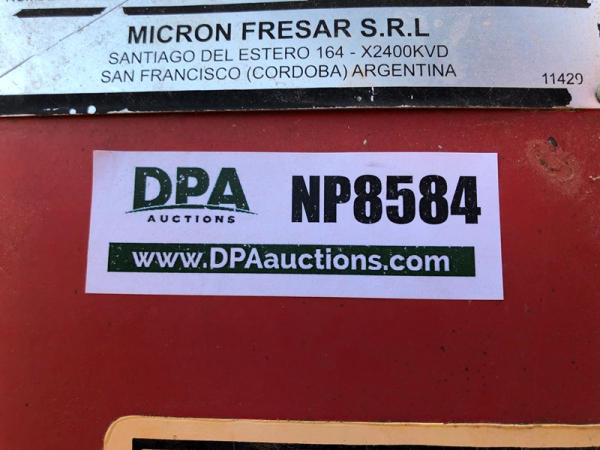 MICRON FRESAR S.R.L
SANTIAGO DEL ESTERO 164 - X2400KVD
SAN FRANCISCO (CORDOBA) ARGENTINA
11429
DPA
AUCTIONS
NP8584
www.DPAauctions.com